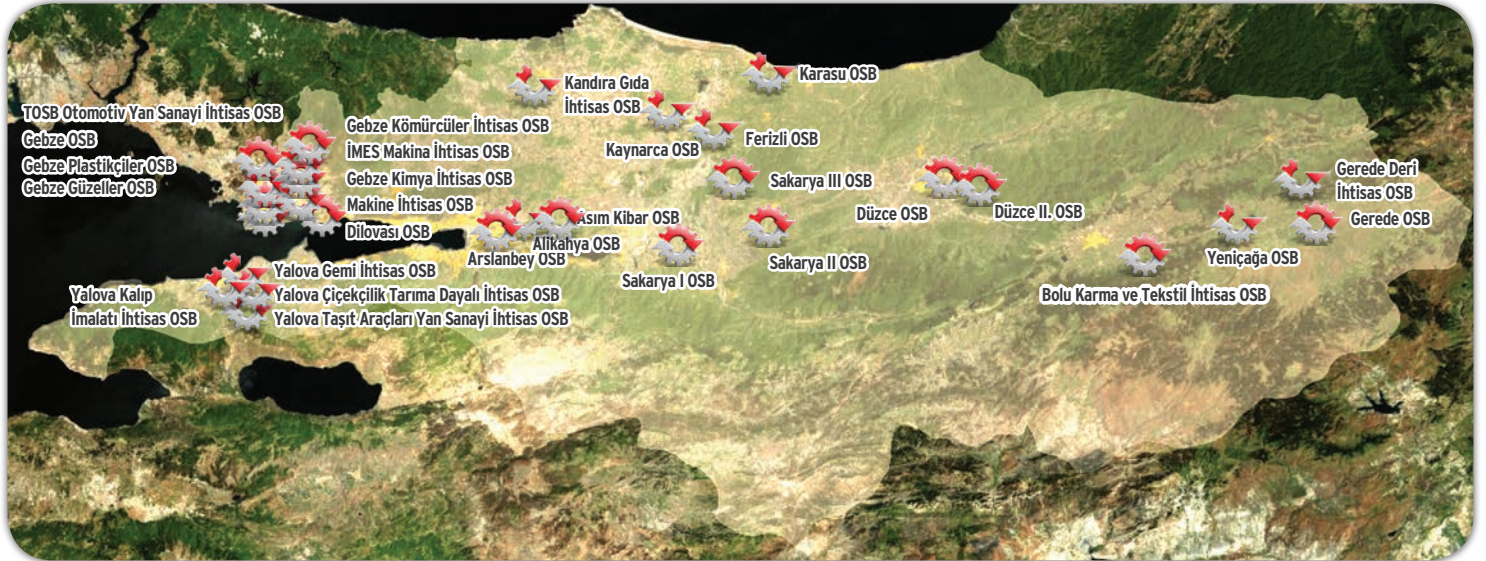 TOSB Otomotiv Yan Sanayi İhtisas OSB
Gebze OSB
Gebze Plastikçiler OSB
Gebze Güzeller OSB
Gebze Kömürcüler İhtisas OSB
İMES Makina İhtisas OSB
Gebze Kimya İhtisas OSB
Makine İhtisas OSB
Dilovası OSB
Yalova Kalıp
İmalatı İhtisas OSB
Yalova Gemi İhtisas OSB
Yalova Çiçekçilik Tarıma Dayalı İhtisas OSB
Yalova Taşıt Araçları Yan Sanayi İhtisas OSB
Kandıra Gıda
İhtisas OSB
Karasu OSB
Kaynarca OSB
Ferizli OSB
Asım Kibar OSB
Alikahya OSB
Arslanbey OSB
Sakarya III OSB
Sakarya I OSB
Sakarya II OSB
Düzce OSB
Düzce II. OSB
Gerede Deri
İhtisas OSB
Gerede OSB
Yeniçağa OSB
Bolu Karma ve Tekstil İhtisas OSB